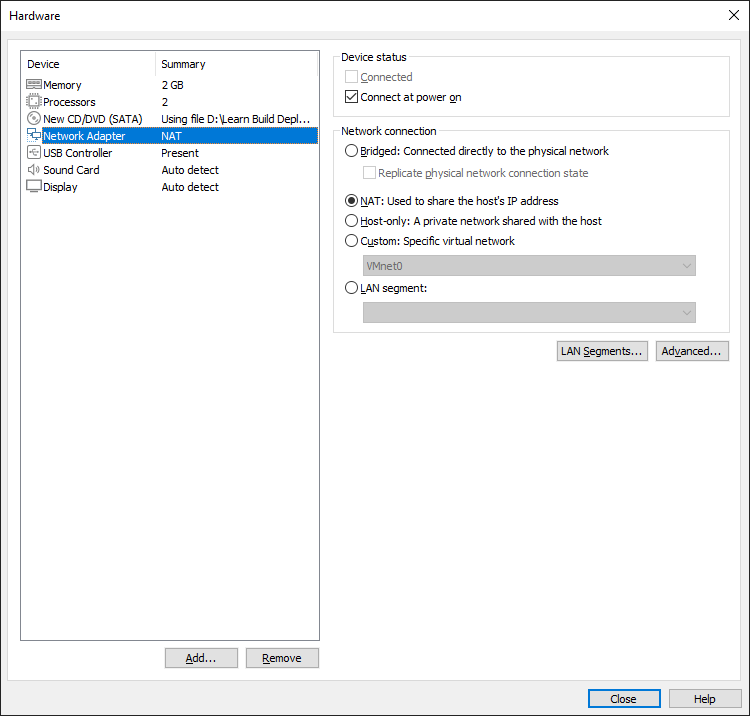 Hardware
Device Summary
Memory 2 GB
Processors 2
New CD/DVD (SATA) Using file D:\Learn Build Depl...
Network Adapter NAT
USB Controller Present
Sound Card Auto detect
Display Auto detect
Add... Remove
Device status
Connected
Connect at power on
Network connection
Bridged: Connected directly to the physical network
Replicate physical network connection state
NAT: Used to share the host's IP address
Host-only: A private network shared with the host
Custom: Specific virtual network
VMnet0
LAN segment:
LAN Segments... Advanced...
Close Help